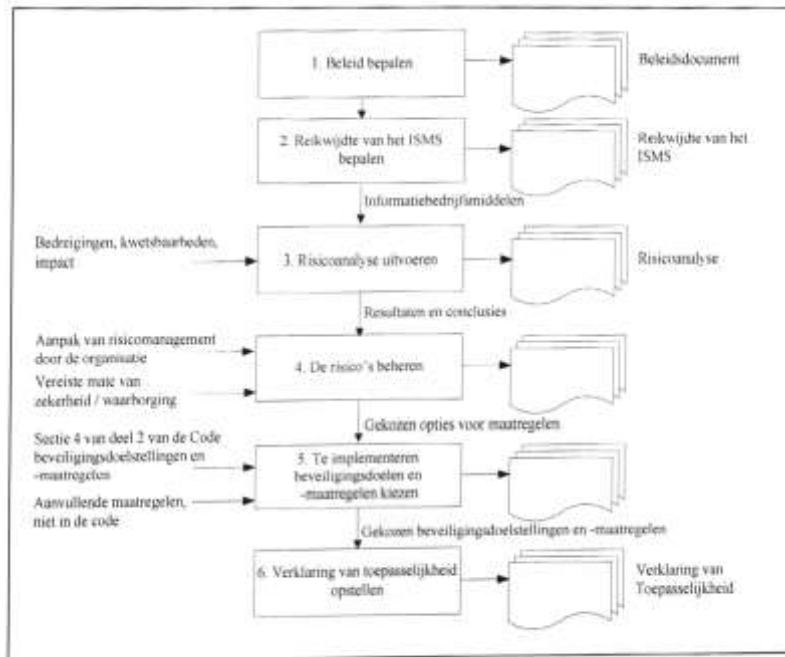 1. Beleid bepalen
Beleidsdocument
2. Reikwijdte van het ISMS
bepalen
Reikwijdte van het
ISMS
Informatiebedrijfsmiddelen
Bedreigingen, kwetsbaarheden,
impact
3. Risicoanalyse uitvoeren
Risicoanalyse
Resultaten en conclusies
Aanpak van risicomanagement
door de organisatie
Vereiste mate van
zekerheid / waarborging
4. De risico's beheren
Gekozen opties voor maatregelen
Sectie 4 van deel 2 van de Code
beveiligingsdoelstellingen en
-maatregelen
Aanvullende maatregelen,
niet in de code
5. Te implementeren
beveiligingsdoelen en
-maatregelen kiezen
Gekozen beveiligingsdoelstellingen en -maatregelen
6. Verklaring van toepasselijkheid
opstellen
Verklaring van
Toepasselijkheid